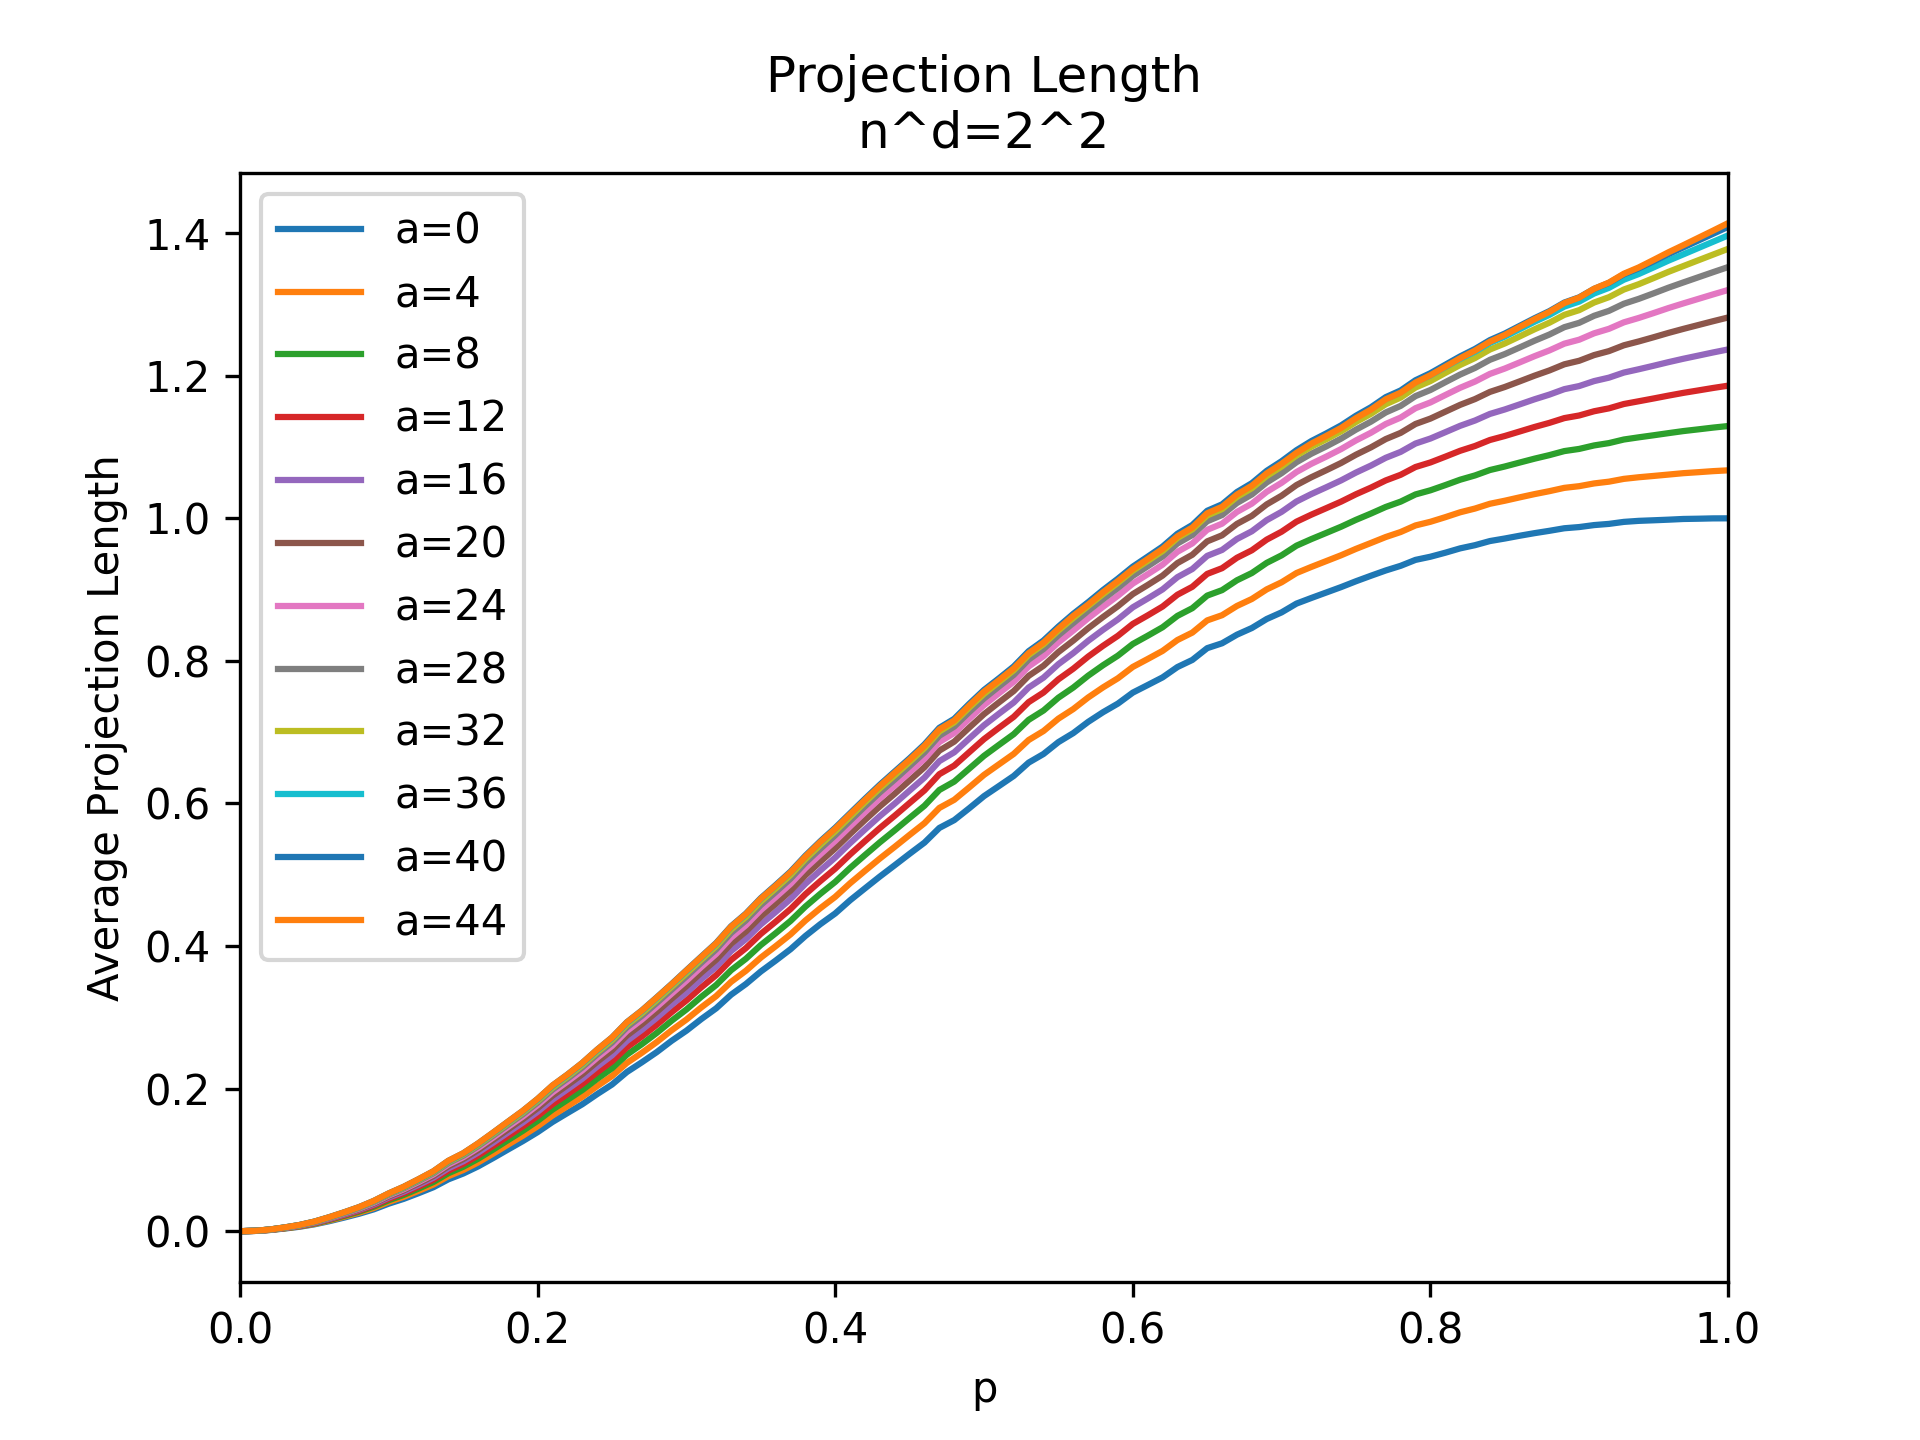 Projection Length
n^d=2^2
a=0
a=4
a=8
a=12
a=16
a=20
a=24
a=28
a=32
a=36
a=40
a=44
Average Projection Length
1.4
1.2
1.0
0.8
0.6
0.4
0.2
0.0
0.0 0.2 0.4 0.6 0.8 1.0
p